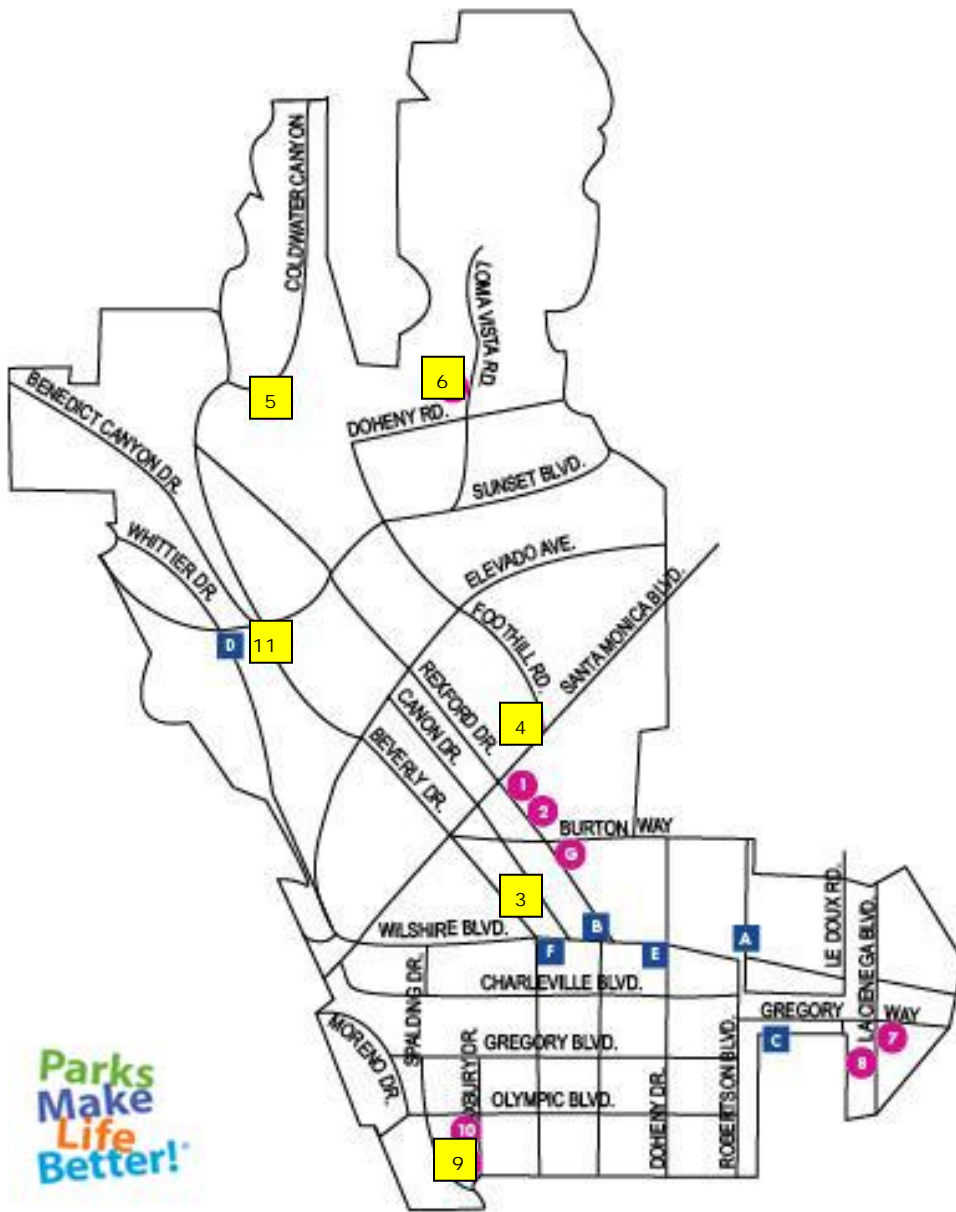 COLDWATER CANYON
LOMA VISTA RD.
6
5
BENEDICT CANYON DR.
DOHENY RD.
SUNSET BLVD.
WHITTIER DR.
ELEVADO AVE.
FOOTHILL RD.
SANTA MONICA BLVD.
D
11
REXFORD DR.
CANON DR.
BEVERLY DR.
4
1
2
BURTON WAY
G
3
WILSHIRE BLVD.
B
F
E
A
LE DOUX RD.
LA CIENEGA BLVD.
SPALDING DR.
CHARLEVILLE BLVD.
GREGORY WAY
MORENO DR.
GREGORY BLVD.
C
7
8
OLYMPIC BLVD.
DOHENY DR.
ROBERTSON BLVD.
XBURY DR.
10
9
Parks
Make
Life
Better!®